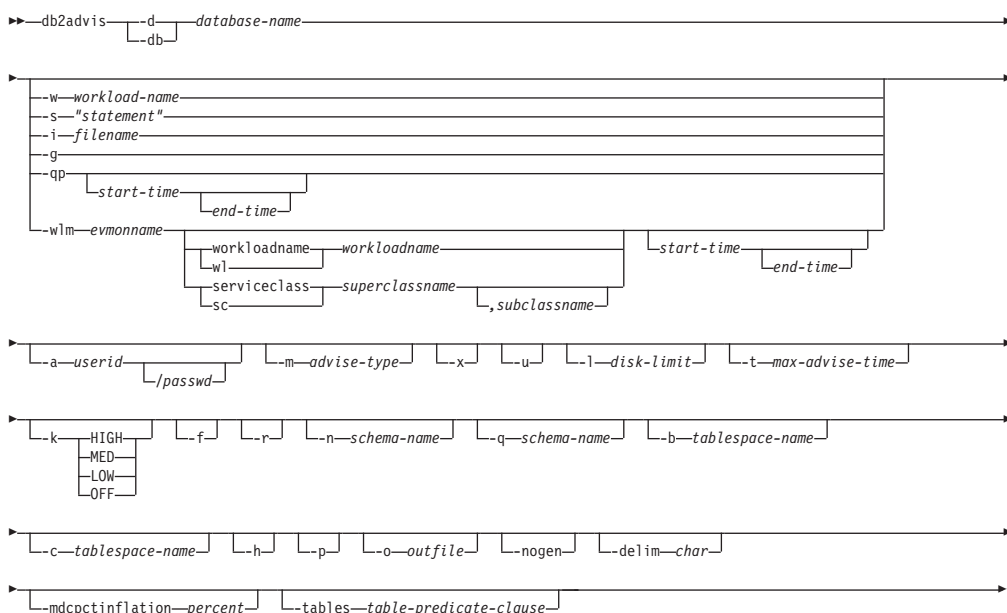 db2advis -d database-name
-db
-w workload-name
-s "statement"
-i filename
-g
-qp
start-time
end-time
-wlm evmonname
workloadname workloadname start-time
wl end-time
serviceclass superclassname
sc ,subclassname
-a userid -m advise-type -x -u -l disk-limit -t max-advise-time
/passwd
-k HIGH -f -r -n schema-name -q schema-name -b tablespace-name
MED
LOW
OFF
-c tablespace-name -h -p -o outfile -nogen -delim char
-mdcpctinflation percent -tables table-predicate-clause